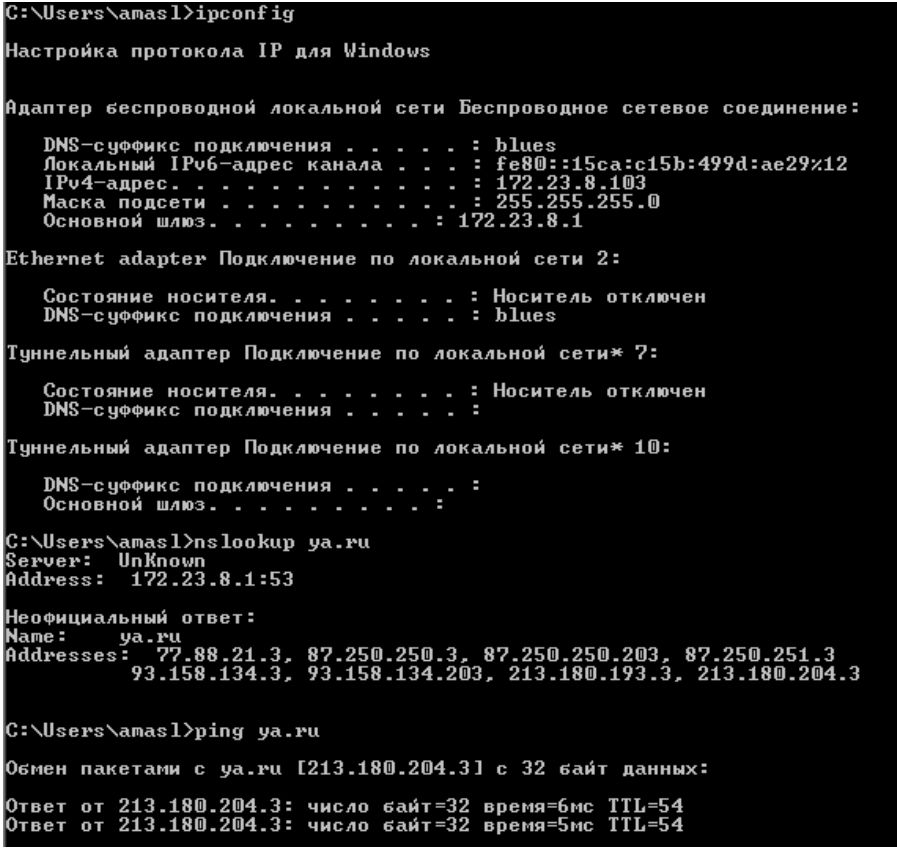 C:\Users\amasl>ipconfig
Настройка протокола IP для Windows
Адаптер беспроводной локальной сети Беспроводное сетевое соединение:
DNS-суффикс подключения . . . . . : blues
Локальный IPv6-адрес канала . . . : fe80::15ca:c15b:499d:ae29%12
IPv4-адрес. . . . . . . . . . . . : 172.23.8.103
Маска подсети . . . . . . . . . . : 255.255.255.0
Основной шлюз. . . . . . . . . : 172.23.8.1
Ethernet adapter Подключение по локальной сети 2:
Состояние носителя. . . . . . . . : Носитель отключен
DNS-суффикс подключения . . . . . : blues
Туннельный адаптер Подключение по локальной сети* 7:
Состояние носителя. . . . . . . . : Носитель отключен
DNS-суффикс подключения . . . . . :
Туннельный адаптер Подключение по локальной сети* 10:
DNS-суффикс подключения . . . . . :
Основной шлюз. . . . . . . . . :
C:\Users\amasl>nslookup ya.ru
Server:  UnKnown
Address:  172.23.8.1:53
Неофициальный ответ:
Name:    ya.ru
Addresses:  77.88.21.3, 87.250.250.3, 87.250.250.203, 87.250.251.3
93.158.134.3, 93.158.134.203, 213.180.193.3, 213.180.204.3
C:\Users\amasl>ping ya.ru
Обмен пакетами с ya.ru [213.180.204.3] с 32 байт данных:
Ответ от 213.180.204.3: число байт=32 время=6мс TTL=54
Ответ от 213.180.204.3: число байт=32 время=5мс TTL=54